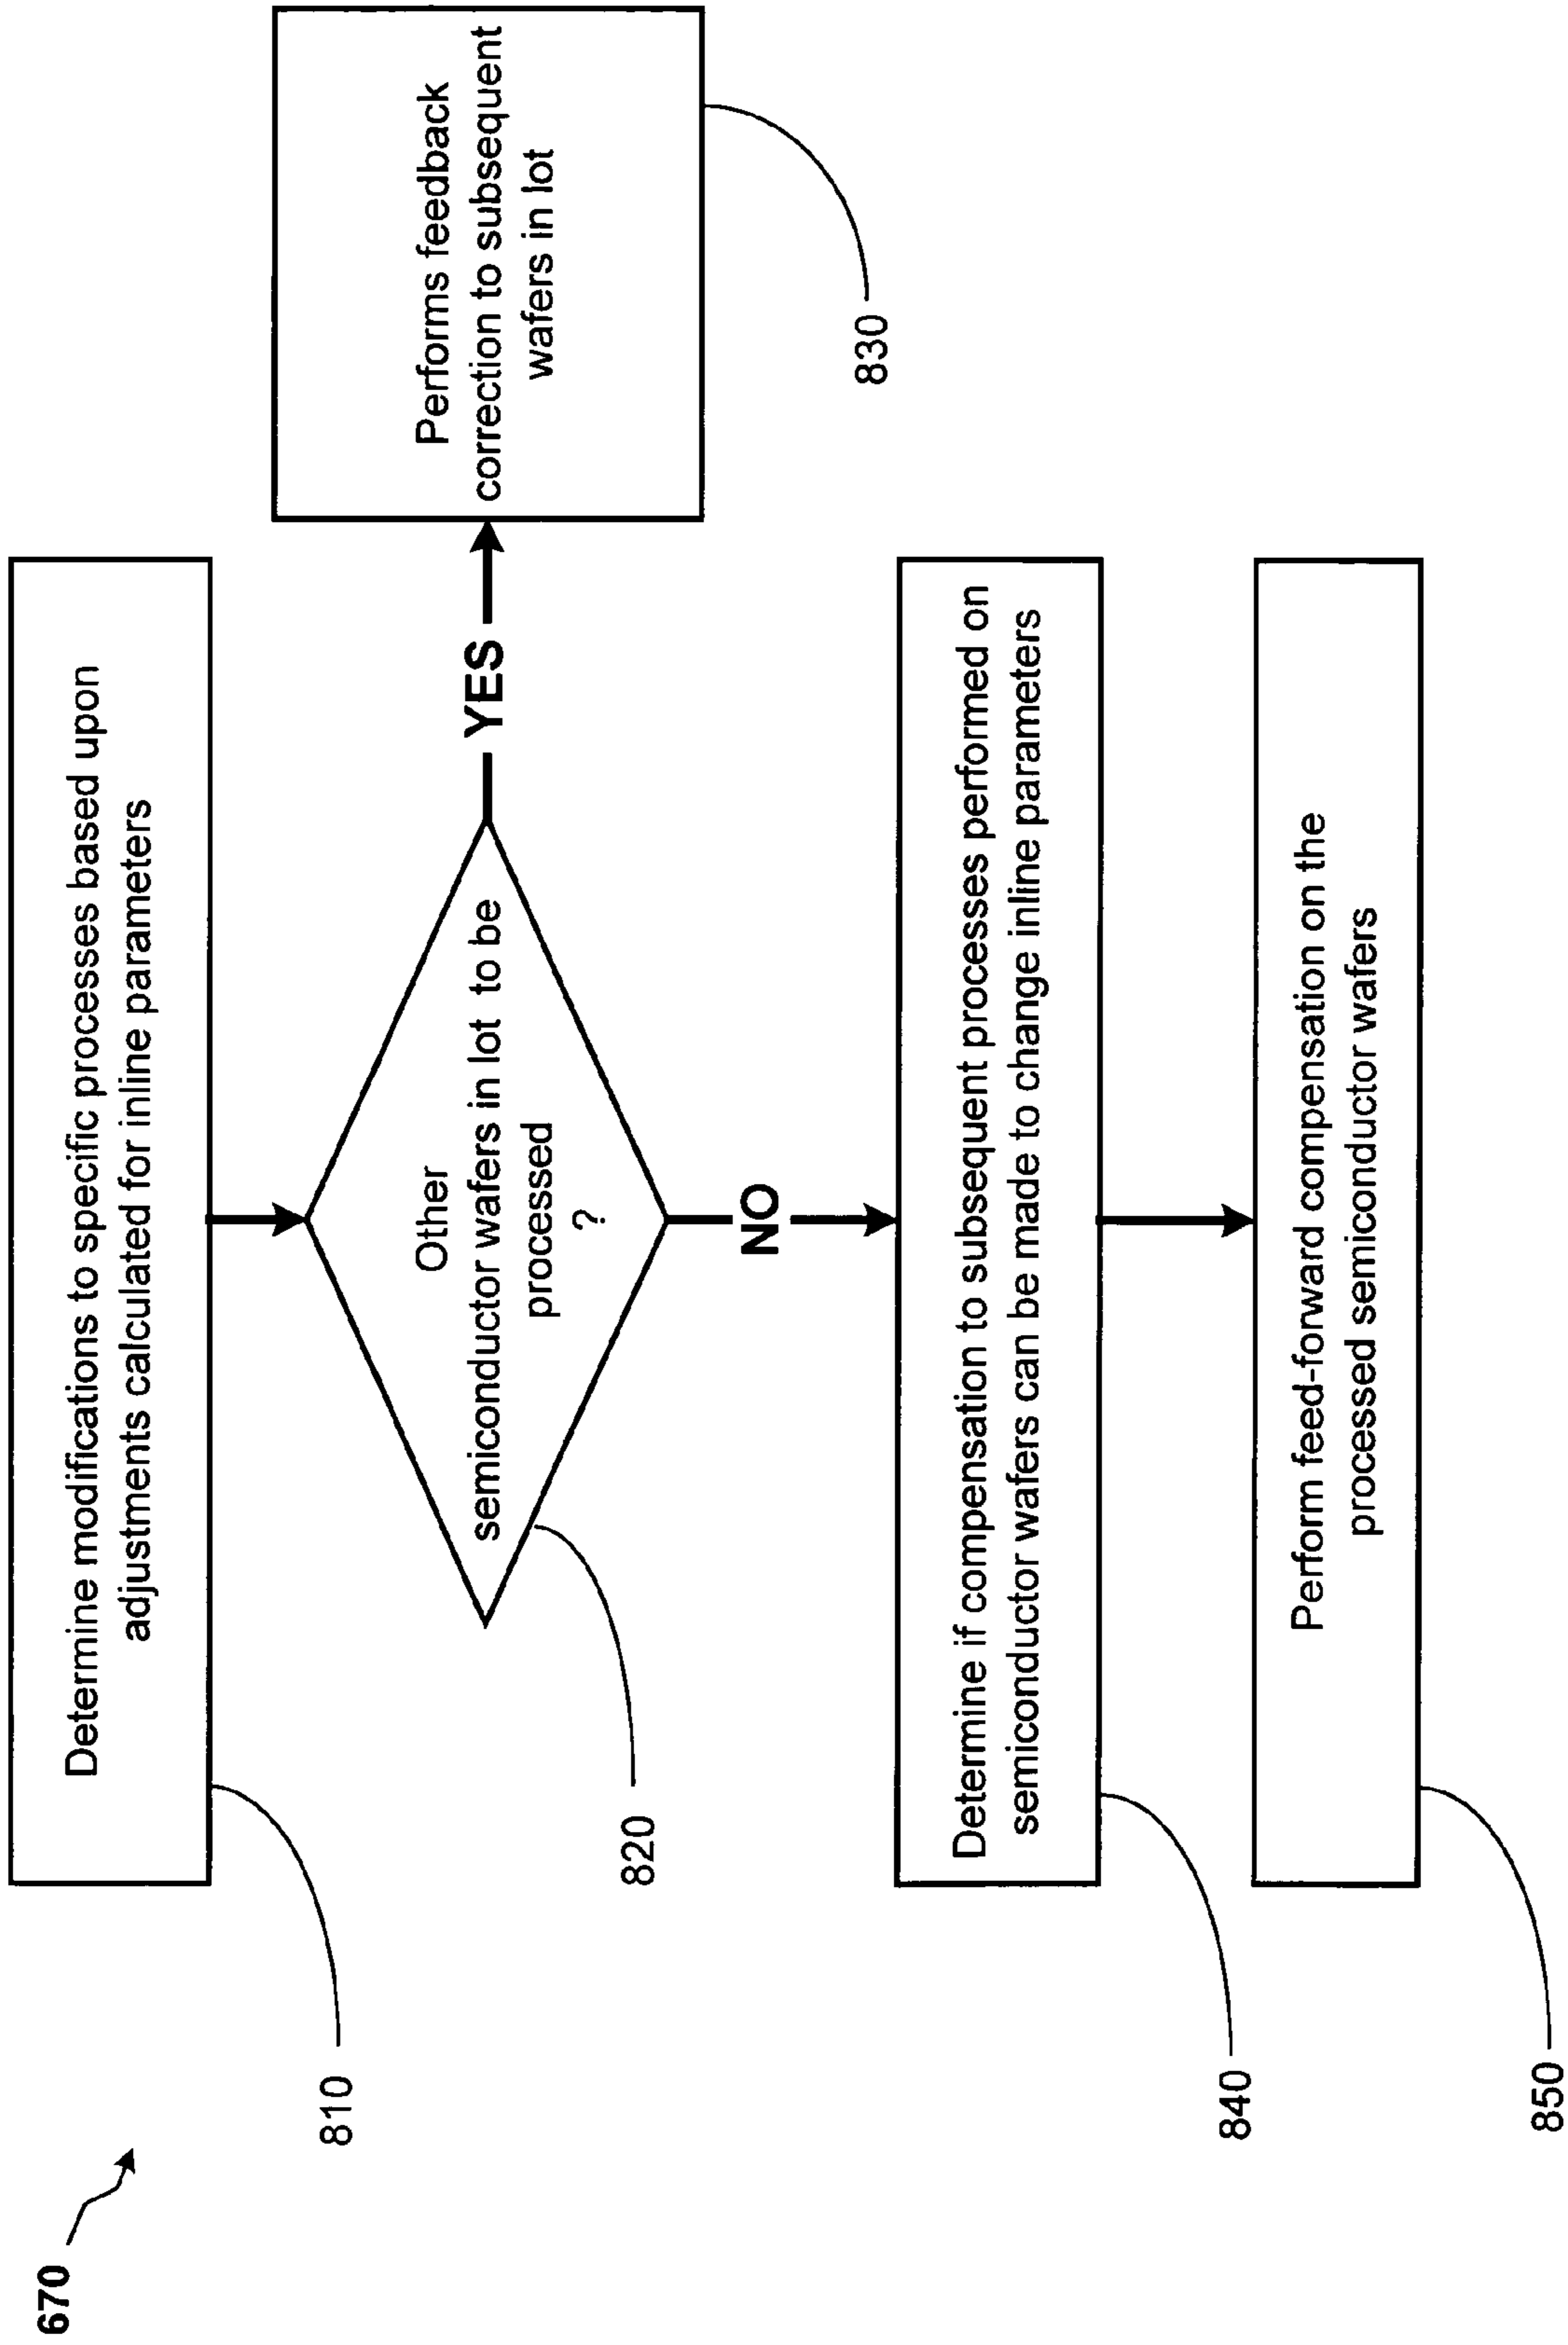 670
Determine modifications to specific processes based upon
adjustments calculated for inline parameters
810
Other
semiconductor wafers in lot to be
processed
?
820
YES
Performs feedback
correction to subsequent
wafers in lot
830
NO
Determine if compensation to subsequent processes performed on
semiconductor wafers can be made to change inline parameters
840
Perform feed-forward compensation on the
processed semiconductor wafers
850